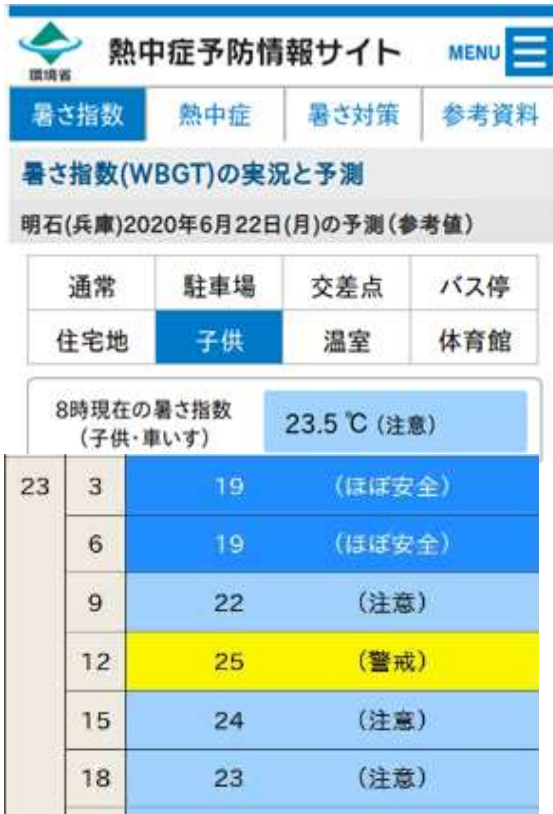 環境省
熱中症予防情報サイト MENU
暑さ指数 熱中症 暑さ対策 参考資料
暑さ指数(WBGT)の実況と予測
明石(兵庫)2020年6月22日(月)の予測(参考値)
通常 駐車場 交差点 バス停
住宅地 子供 温室 体育館
8時現在の暑さ指数
(子供・車いす)
23.5 ℃ (注意)
23 3 19 (ほぼ安全)
6 19 (ほぼ安全)
9 22 (注意)
12 25 (警戒)
15 24 (注意)
18 23 (注意)